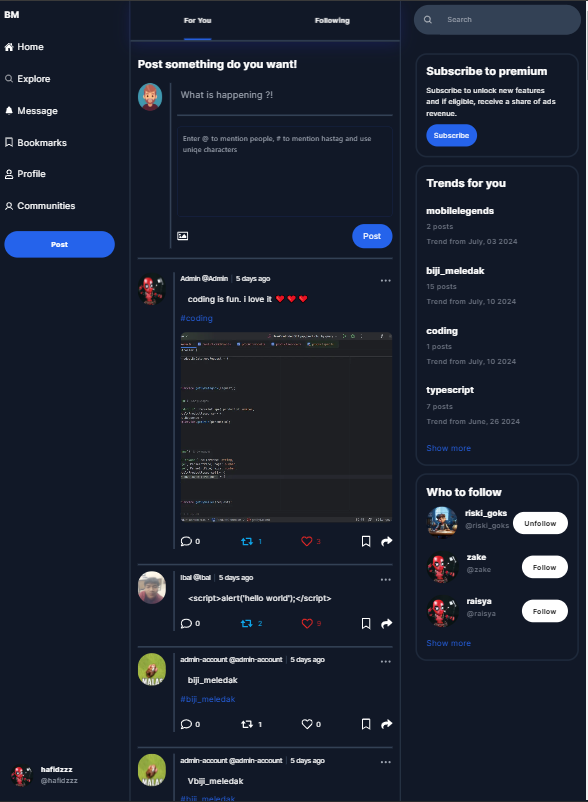 BM
Home
Explore
Message
Bookmarks
Profile
Communities
Post
hafidzzz
@hafidzzz
For You
Following
Post something do you want!
What is happening ?!
Enter @ to mention people, # to mention hastag and use
uniqe characters
Post
Admin @Admin | 5 days ago
coding is fun. i love it ❤️ ❤️ ❤️
#coding
0 1 3
Ibal @ibal | 5 days ago
<script>alert('hello world');</script>
0 2 9
MALAS
admin-account @admin-account | 5 days ago
biji_meledak
#biji_meledak
0 1 0
MALAS
admin-account @admin-account | 5 days ago
Vbiji_meledak
#biji_meledak
Search
Subscribe to premium
Subscribe to unlock new features
and if eligible, receive a share of ads
revenue.
Subscribe
Trends for you
mobilelegends
2 posts
Trend from July, 03 2024
biji_meledak
15 posts
Trend from July, 10 2024
coding
1 posts
Trend from July, 10 2024
typescript
7 posts
Trend from June, 26 2024
Show more
Who to follow
riski_goks
@riski_goks
Unfollow
zake
@zake
Follow
raisya
@raisya
Follow
Show more